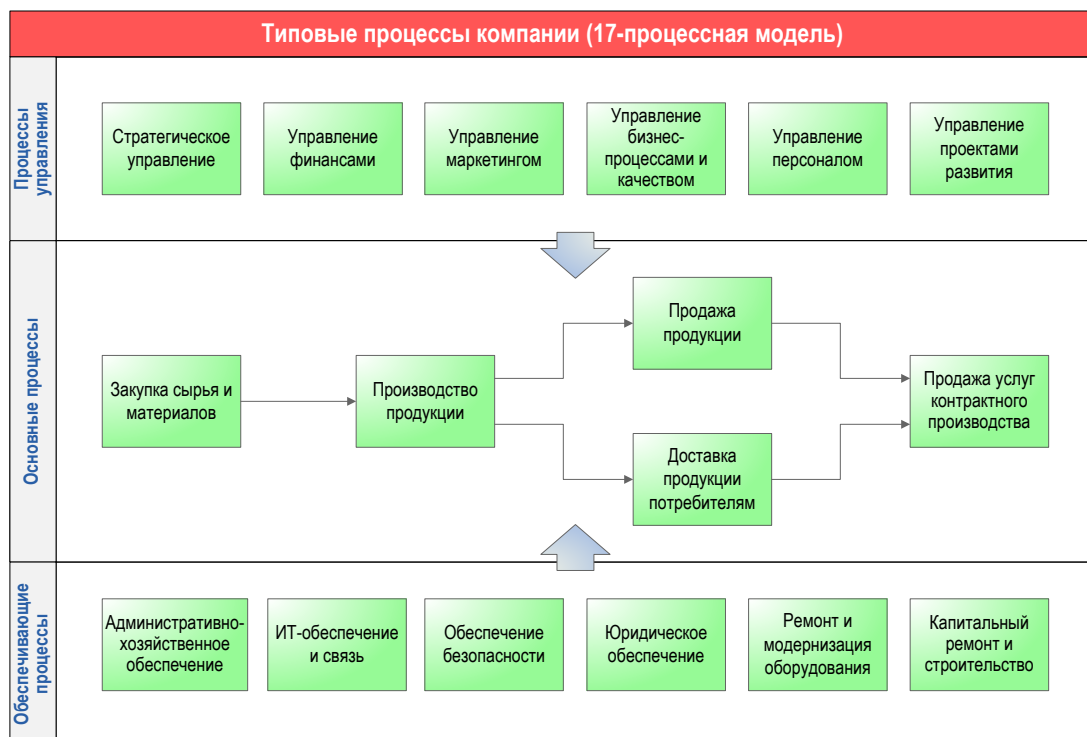 Типовые процессы компании (17-процессная модель)
Процессы
управления
Стратегическое
управление
Управление
финансами
Управление
маркетингом
Управление
бизнес-
процессами и
качеством
Управление
персоналом
Управление
проектами
развития
Основные процессы
Закупка сырья и
материалов
Производство
продукции
Продажа
продукции
Доставка
продукции
потребителям
Продажа услуг
контрактного
производства
Обеспечивающие
процессы
Административно-
хозяйственное
обеспечение
ИТ-обеспечение
и связь
Обеспечение
безопасности
Юридическое
обеспечение
Ремонт и
модернизация
оборудования
Капитальный
ремонт и
строительство